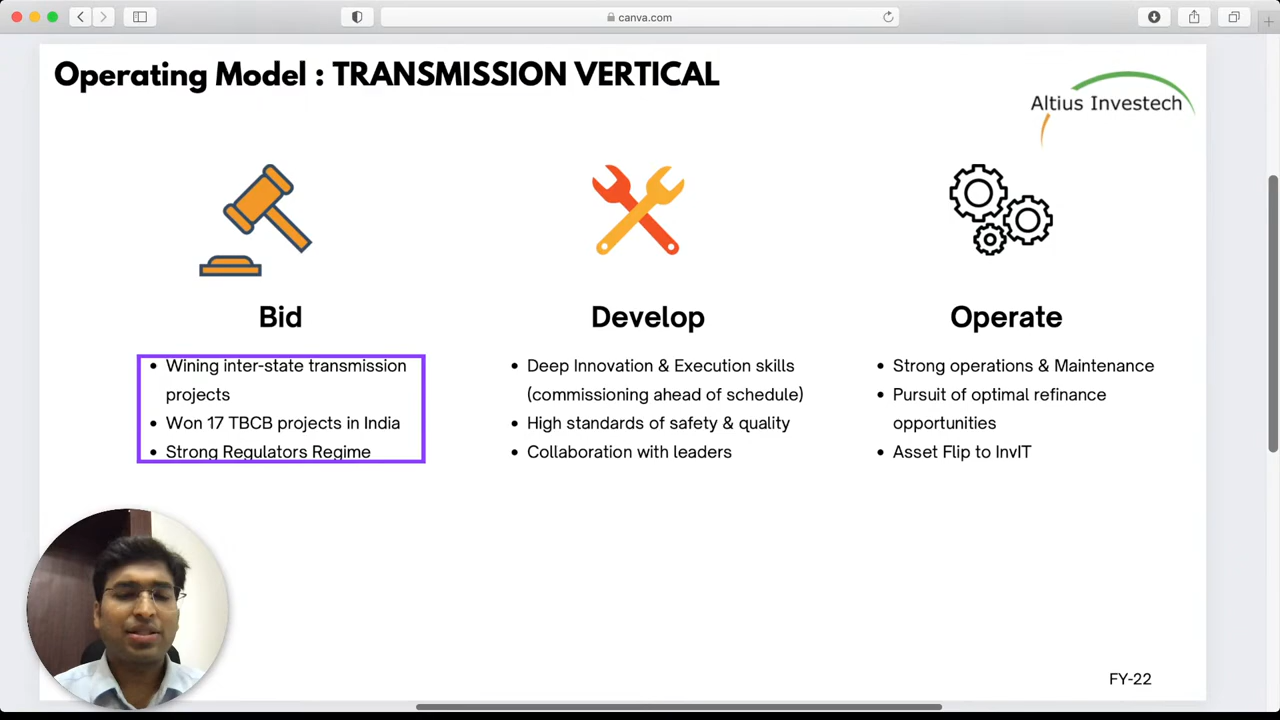 canva.com
Operating Model : TRANSMISSION VERTICAL
Altius Investech
Bid
Wining inter-state transmission
projects
Won 17 TBCB projects in India
Strong Regulators Regime
Develop
Deep Innovation & Execution skills
(commissioning ahead of schedule)
High standards of safety & quality
Collaboration with leaders
Operate
Strong operations & Maintenance
Pursuit of optimal refinance
opportunities
Asset Flip to InvIT
FY-22